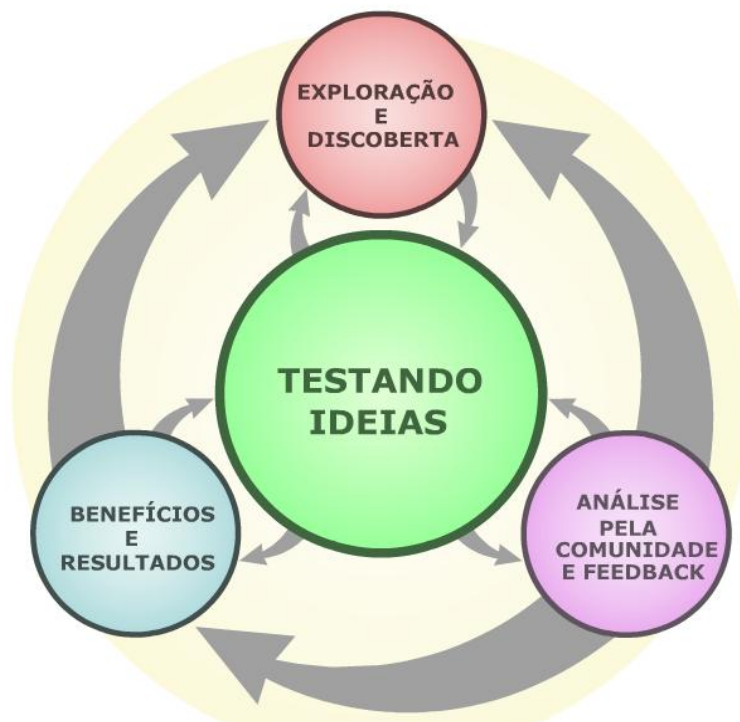 EXPLORAÇÃO
E
DISCOBERTA
TESTANDO
IDEIAS
BENEFÍCIOS
E
RESULTADOS
ANÁLISE
PELA
COMUNIDADE
E FEEDBACK